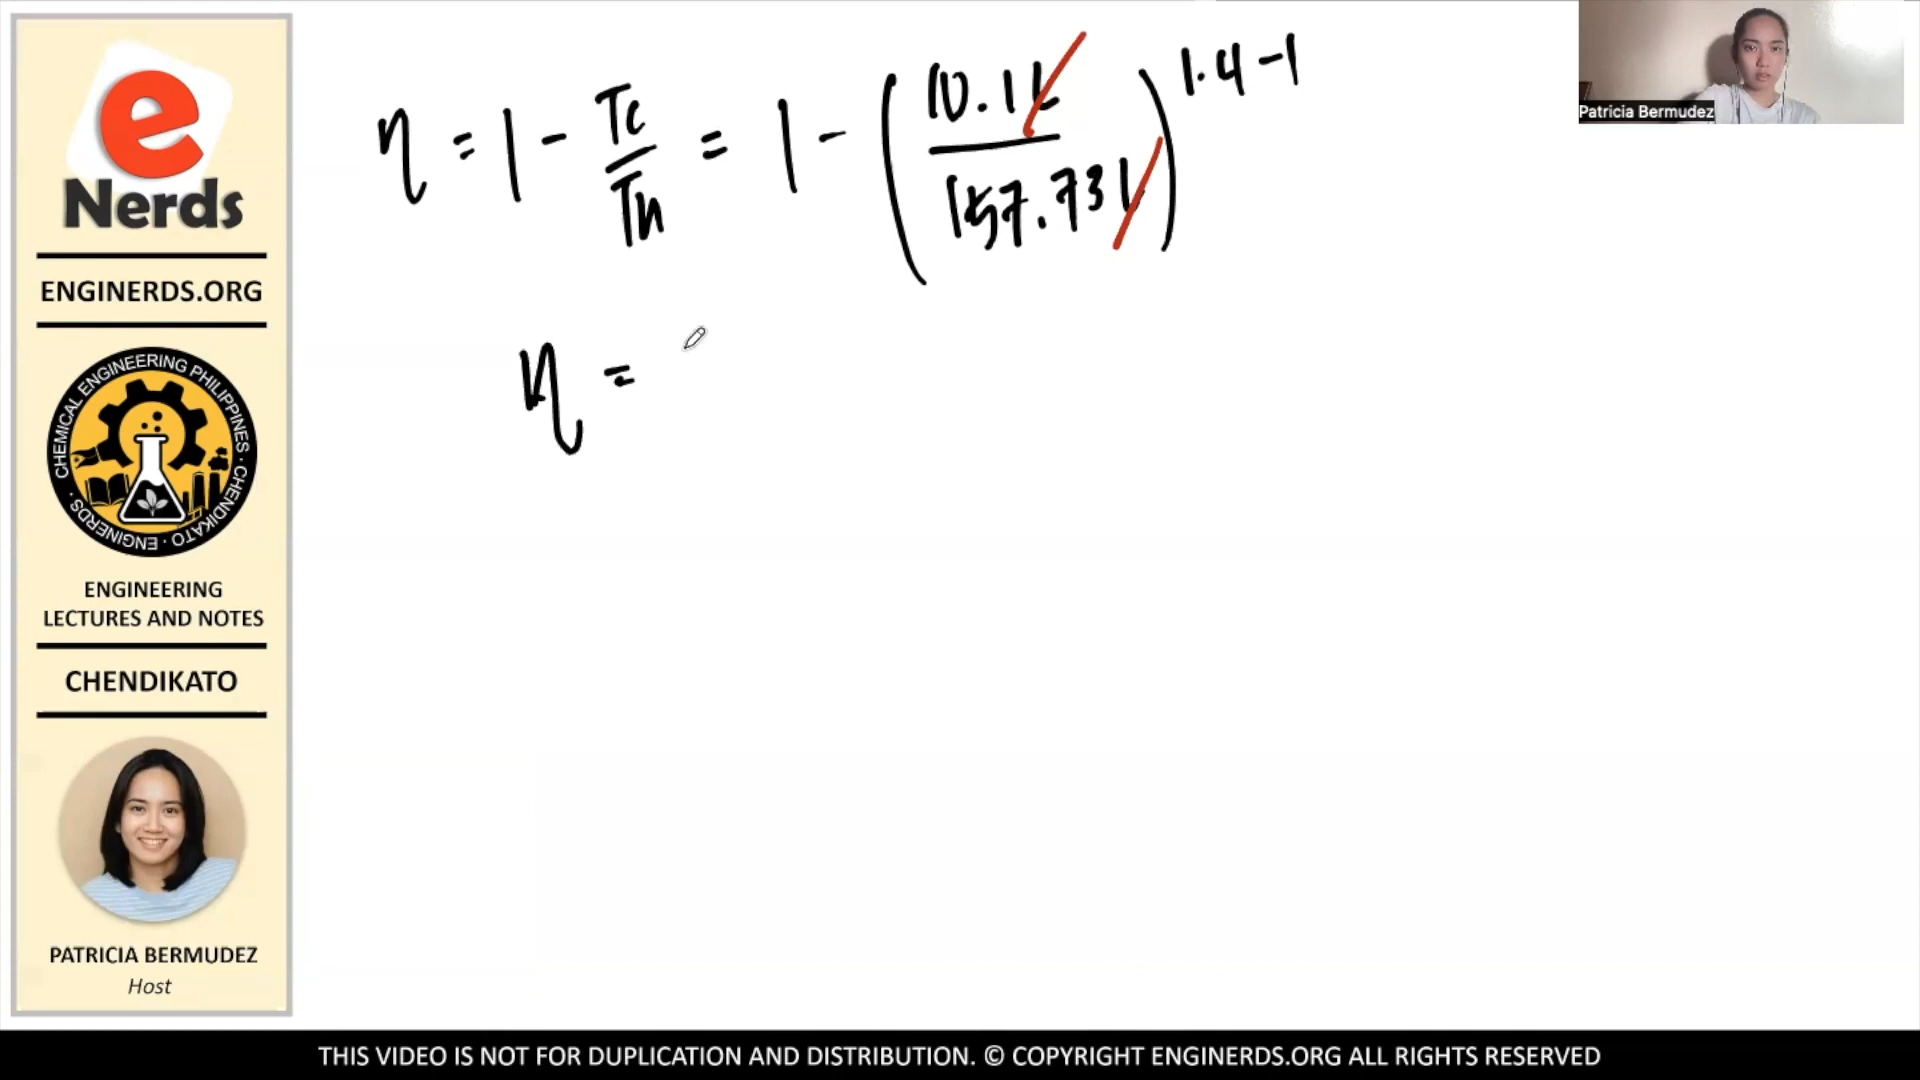 e
Nerds
ENGINERDS.ORG
CHEMICAL ENGINEERING PHILIPPINES · CHENDIKATO · ENGINERDS ·
ENGINEERING
LECTURES AND NOTES
CHENDIKATO
PATRICIA BERMUDEZ
Host
η = 1 - Tc/TH = 1 - (10.1L/157.73L)^1.4-1
η =
Patricia Bermudez
THIS VIDEO IS NOT FOR DUPLICATION AND DISTRIBUTION. © COPYRIGHT ENGINERDS.ORG ALL RIGHTS RESERVED